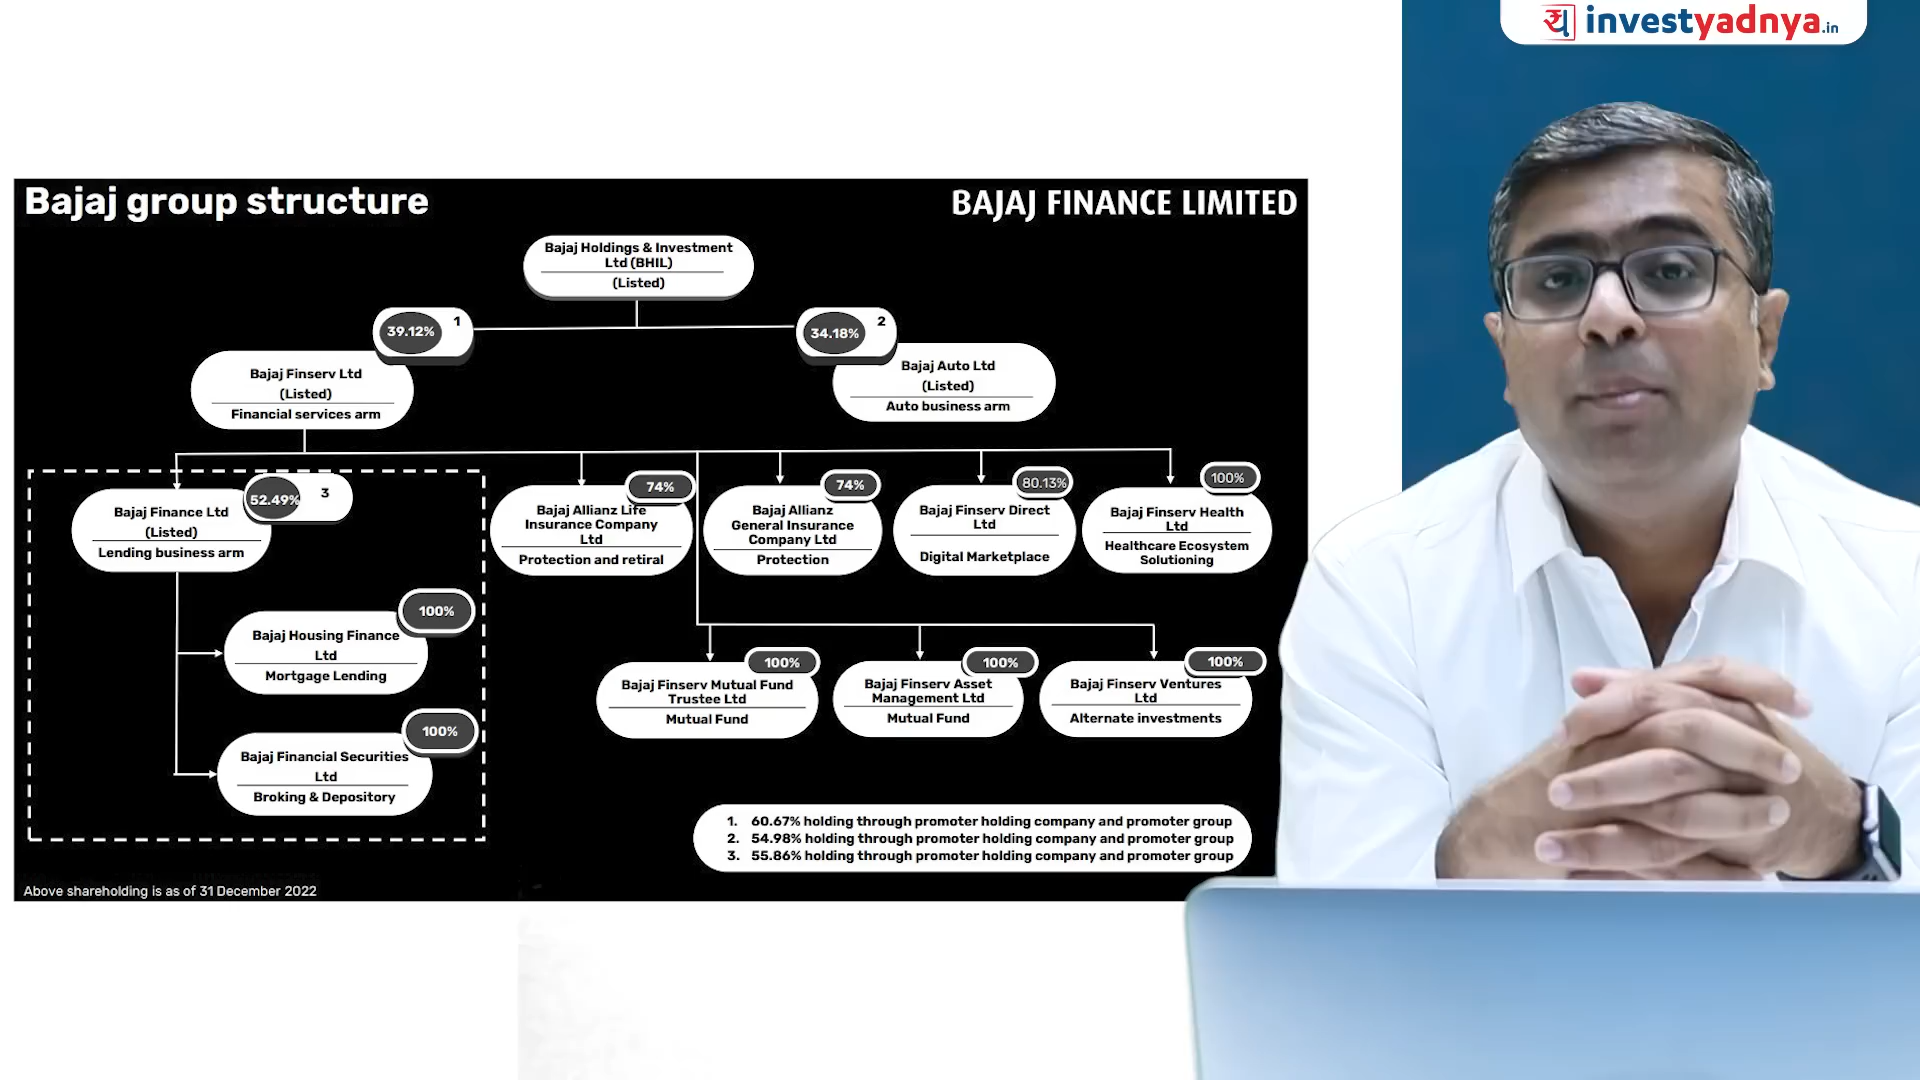 य investyadnya.in
Bajaj group structure
BAJAJ FINANCE LIMITED
Bajaj Holdings & Investment
Ltd (BHIL)
(Listed)
39.12%
1
34.18%
2
Bajaj Finserv Ltd
(Listed)
Financial services arm
Bajaj Auto Ltd
(Listed)
Auto business arm
52.49%
3
Bajaj Finance Ltd
(Listed)
Lending business arm
74%
Bajaj Allianz Life
Insurance Company
Ltd
Protection and retiral
74%
Bajaj Allianz
General Insurance
Company Ltd
Protection
80.13%
Bajaj Finserv Direct
Ltd
Digital Marketplace
100%
Bajaj Finserv Health
Ltd
Healthcare Ecosystem
Solutioning
100%
Bajaj Housing Finance
Ltd
Mortgage Lending
100%
Bajaj Financial Securities
Ltd
Broking & Depository
100%
Bajaj Finserv Mutual Fund
Trustee Ltd
Mutual Fund
100%
Bajaj Finserv Asset
Management Ltd
Mutual Fund
100%
Bajaj Finserv Ventures
Ltd
Alternate investments
1. 60.67% holding through promoter holding company and promoter group
2. 54.98% holding through promoter holding company and promoter group
3. 55.86% holding through promoter holding company and promoter group
Above shareholding is as of 31 December 2022